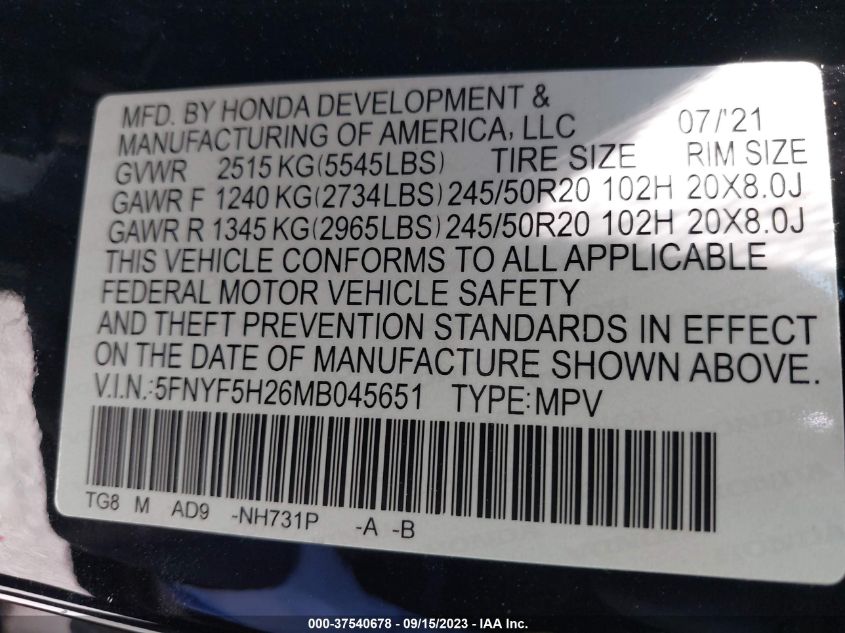 MFD. BY HONDA DEVELOPMENT &
MANUFACTURING OF AMERICA, LLC 07/'21
GVWR 2515 KG(5545LBS) TIRE SIZE RIM SIZE
GAWR F 1240 KG(2734LBS) 245/50R20 102H 20X8.0J
GAWR R 1345 KG(2965LBS) 245/50R20 102H 20X8.0J
THIS VEHICLE CONFORMS TO ALL APPLICABLE
FEDERAL MOTOR VEHICLE SAFETY
AND THEFT PREVENTION STANDARDS IN EFFECT
ON THE DATE OF MANUFACTURE SHOWN ABOVE.
V.I.N.:5FNYF5H26MB045651 TYPE:MPV
TG8 M AD9 -NH731P -A -B
000-37540678 - 09/15/2023 - IAA Inc.